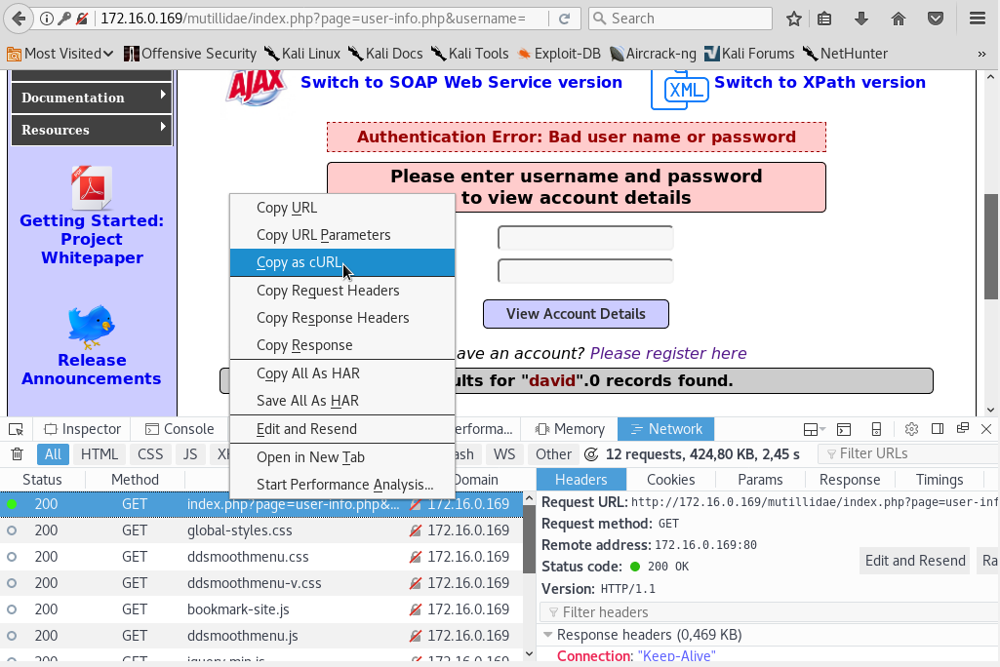 172.16.0.169/mutillidae/index.php?page=user-info.php&username=
Search
Most Visited
Offensive Security
Kali Linux
Kali Docs
Kali Tools
Exploit-DB
Aircrack-ng
Kali Forums
NetHunter
»
Documentation
Resources
PDF
Getting Started:
Project
Whitepaper
Release
Announcements
AJAX
Switch to SOAP Web Service version
XML
Switch to XPath version
Authentication Error: Bad user name or password
Please enter username and password
to view account details
View Account Details
ave an account? Please register here
ults for "david".0 records found.
Copy URL
Copy URL Parameters
Copy as cURL
Copy Request Headers
Copy Response Headers
Copy Response
Copy All As HAR
Save All As HAR
Edit and Resend
Open in New Tab
Start Performance Analysis...
Inspector
Console
erforma...
Memory
Network
All
HTML
CSS
JS
XH
ash
WS
Other
12 requests, 424,80 KB, 2,45 s
Filter URLs
Status
Method
Domain
200 GET index.php?page=user-info.php&... 172.16.0.169
200 GET global-styles.css 172.16.0.169
200 GET ddsmoothmenu.css 172.16.0.169
200 GET ddsmoothmenu-v.css 172.16.0.169
200 GET bookmark-site.js 172.16.0.169
200 GET ddsmoothmenu.js 172.16.0.169
200 GET jquery.min.js 172.16.0.169
Headers
Cookies
Params
Response
Timings
Request URL: http://172.16.0.169/mutillidae/index.php?page=user-inf
Request method: GET
Remote address: 172.16.0.169:80
Status code: 200 OK
Edit and Resend
Ra
Version: HTTP/1.1
Filter headers
Response headers (0,469 KB)
Connection: "Keep-Alive"